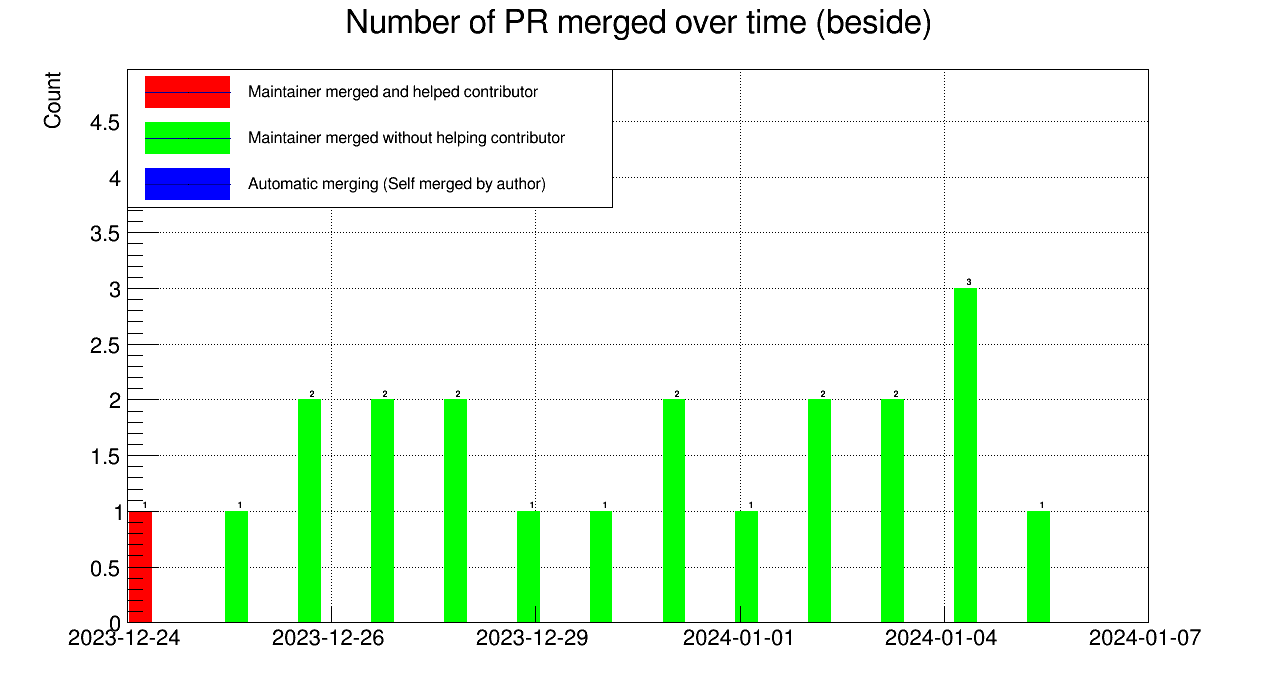 Number of PR merged over time (beside)
Count
Maintainer merged and helped contributor
Maintainer merged without helping contributor
Automatic merging (Self merged by author)
4.5
4
3.5
3
2.5
2
1.5
1
0.5
0
1 1 2 2 2 1 1 2 1 2 2 3 1
2023-12-24 2023-12-26 2023-12-29 2024-01-01 2024-01-04 2024-01-07